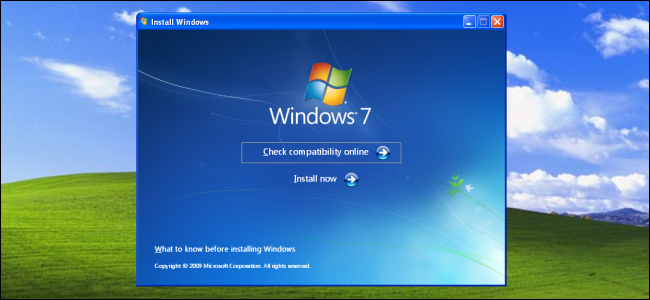 Install Windows
Windows® 7
Check compatibility online
Install now
What to know before installing Windows
Copyright © 2009 Microsoft Corporation. All rights reserved.